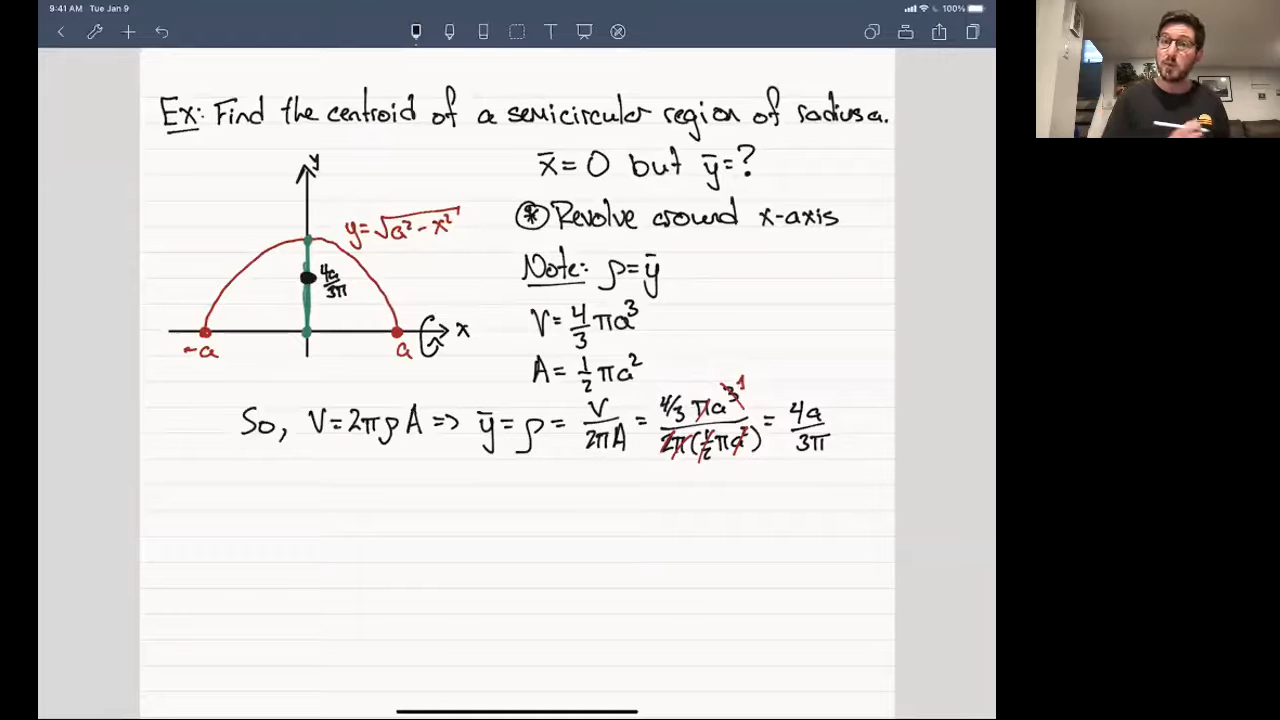 9:41 AM Tue Jan 9
100%
Ex: Find the centroid of a semicircular region of radius a.
x̄ = 0 but ȳ = ?
⊛ Revolve around x-axis
Note: ρ = ȳ
V = 4/3 πa³
A = 1/2 πa²
y
y = √(a² - x²)
4a/3π
x
-a
a
So, V = 2πρA ⇒ ȳ = ρ = V/2πA = 4/3 πa³ ¹/2π(1/2 πa²) = 4a/3π